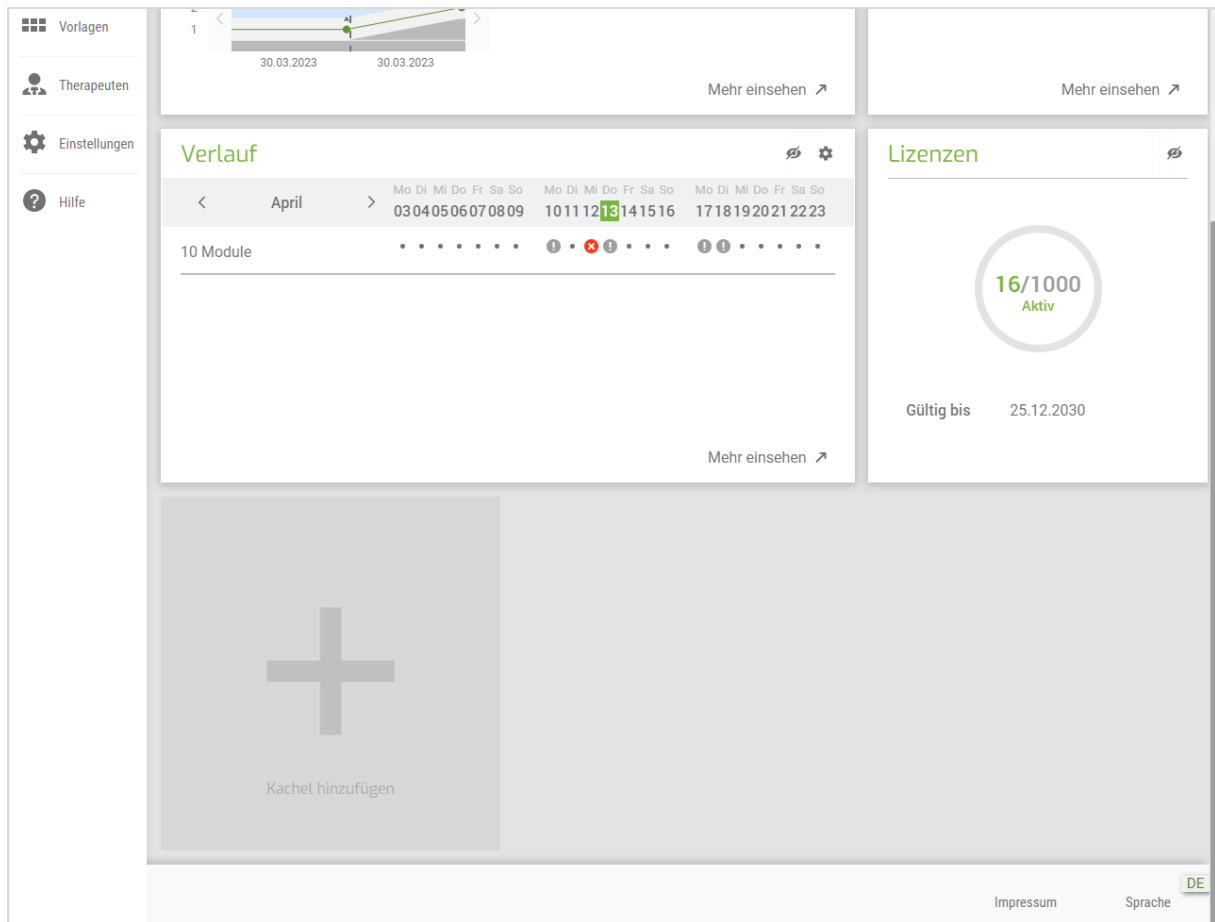 Vorlagen
Therapeuten
Einstellungen
Hilfe
1
30.03.2023 30.03.2023
Mehr einsehen
Mehr einsehen
Verlauf
April
Mo Di Mi Do Fr Sa So Mo Di Mi Do Fr Sa So Mo Di Mi Do Fr Sa So
03 04 05 06 07 08 09 10 11 12 13 14 15 16 17 18 19 20 21 22 23
10 Module
Mehr einsehen
Lizenzen
16/1000
Aktiv
Gültig bis 25.12.2030
Kachel hinzufügen
Impressum Sprache
DE